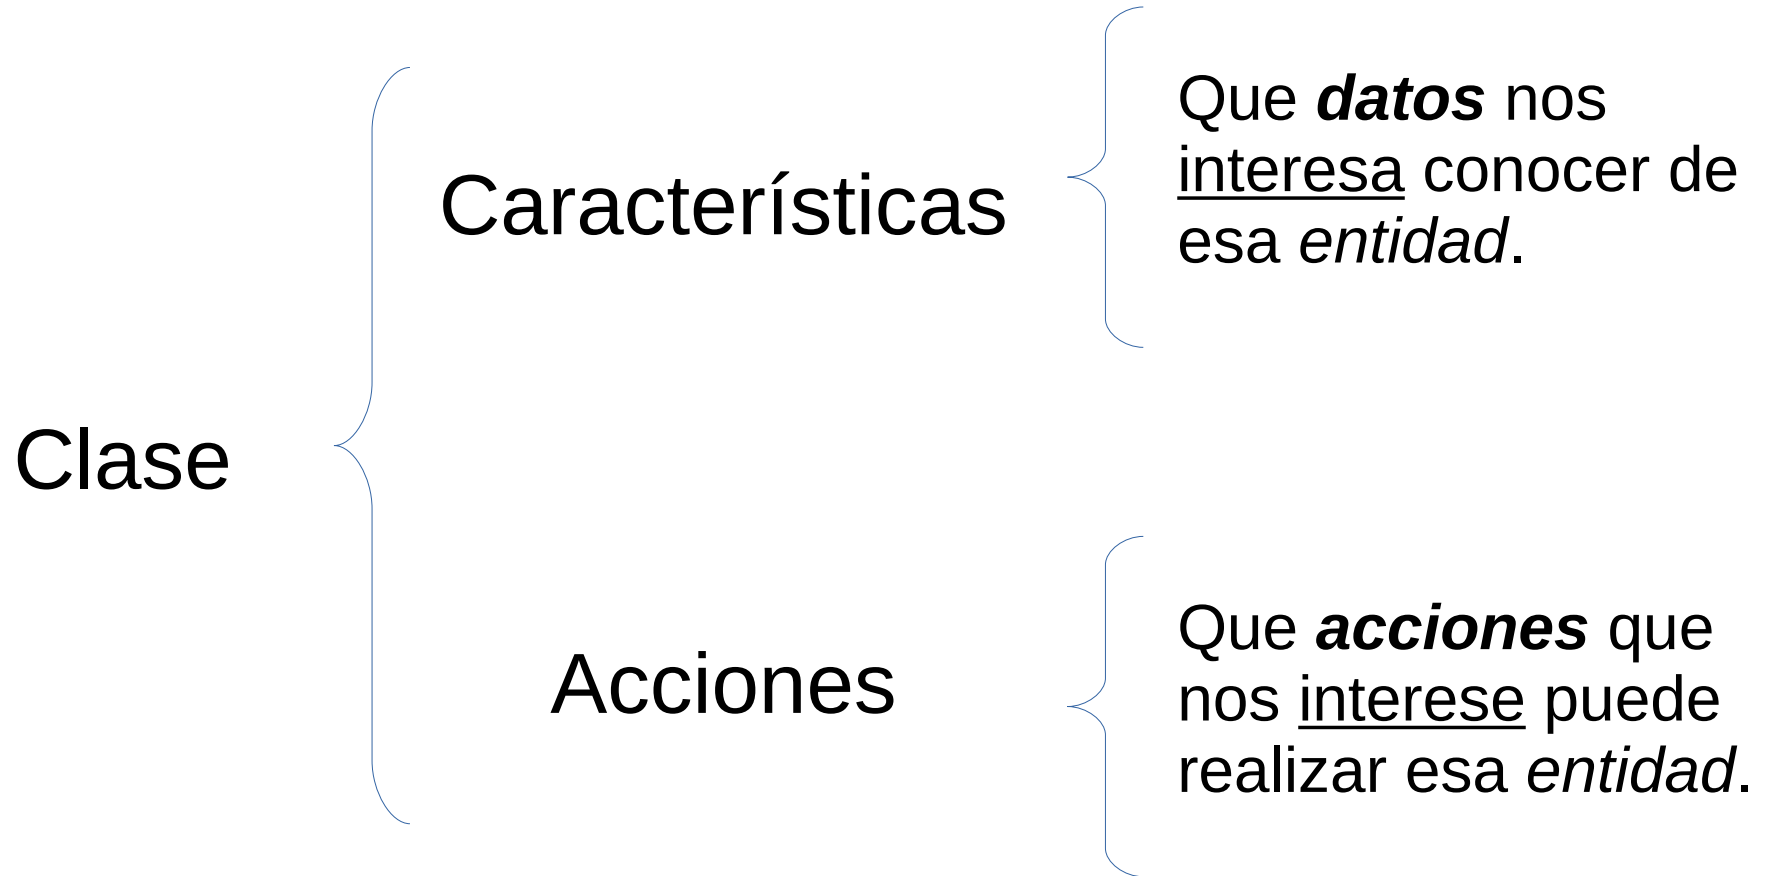 Clase
Características
Que datos nos
interesa conocer de
esa entidad.
Acciones
Que acciones que
nos interese puede
realizar esa entidad.